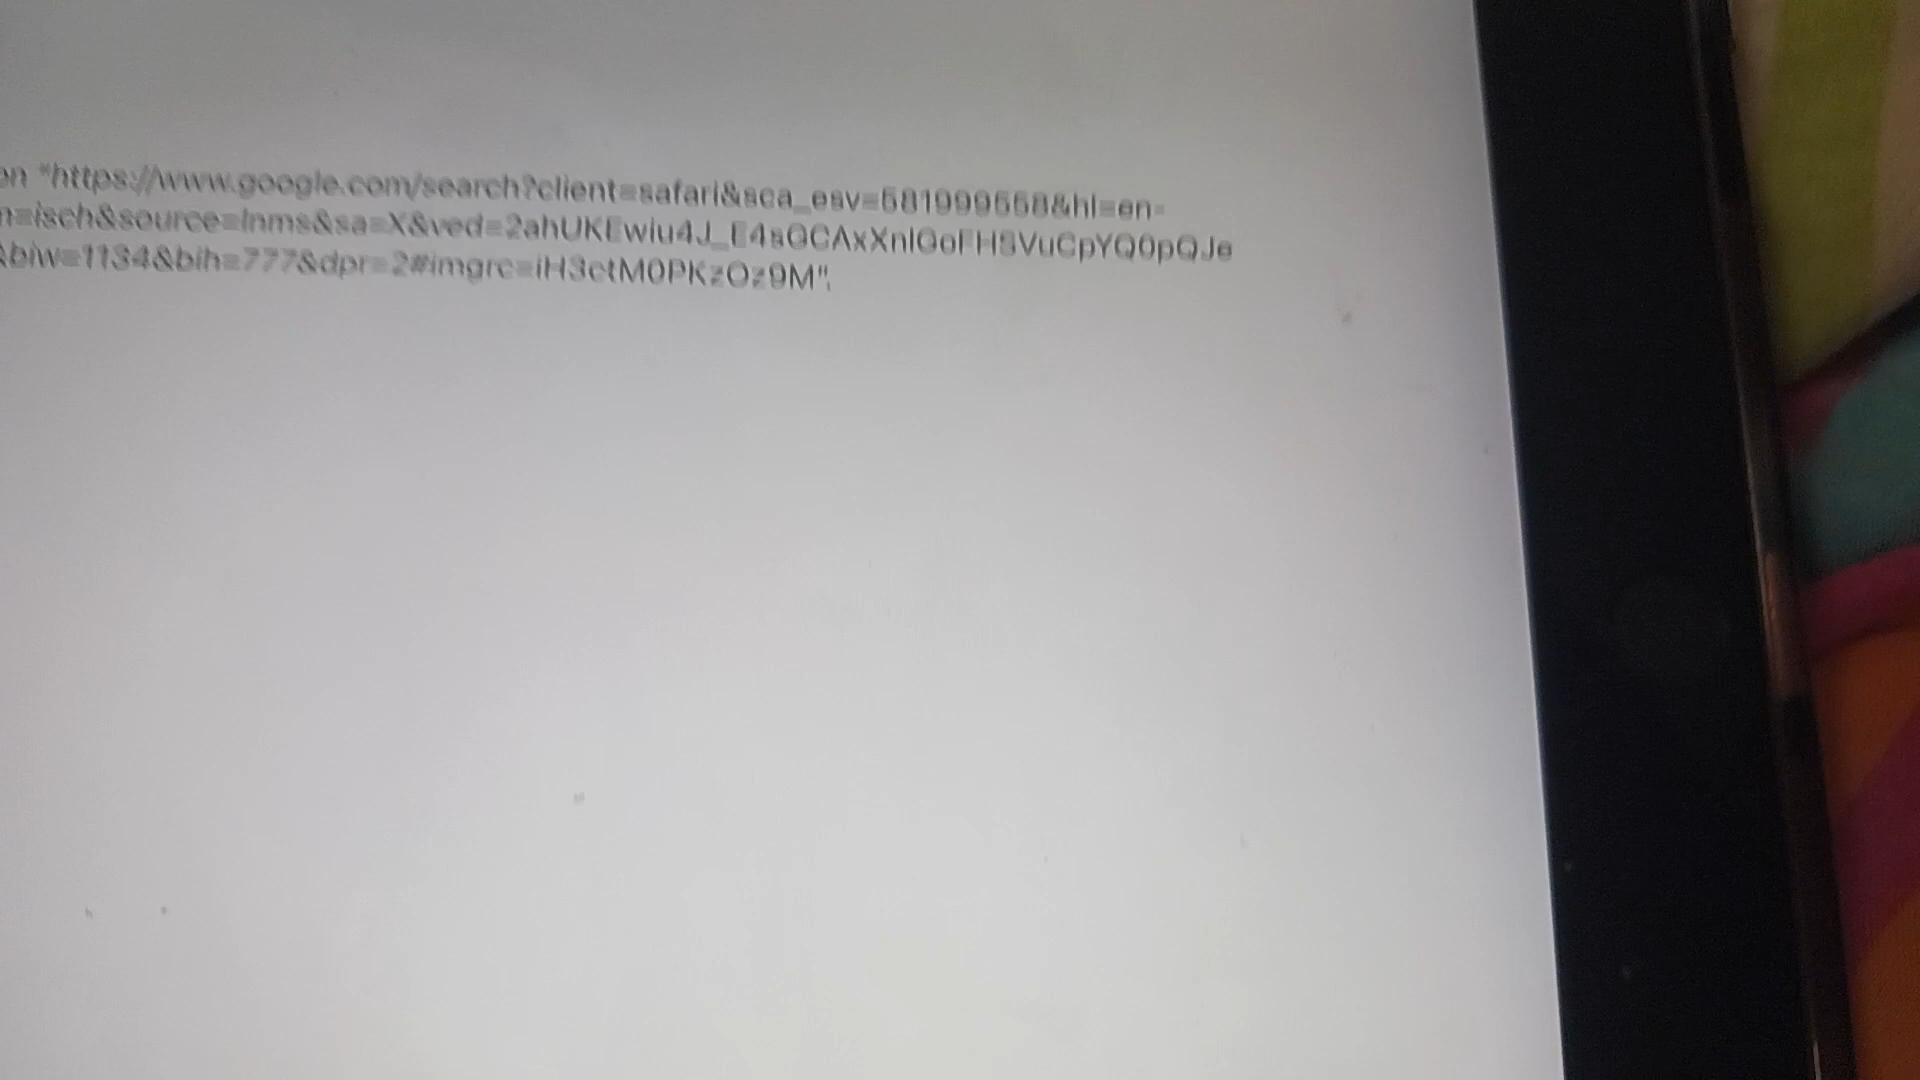 on "https://www.google.com/search?client=safari&sca_esv=581999558&hl=en-
n=isch&source=lnms&sa=X&ved=2ahUKEwiu4J_E4sGCAxXnIGoFHSVuCpYQ0pQJe
&biw=1134&bih=777&dpr=2#imgrc=iH3ctM0PKzOz9M";